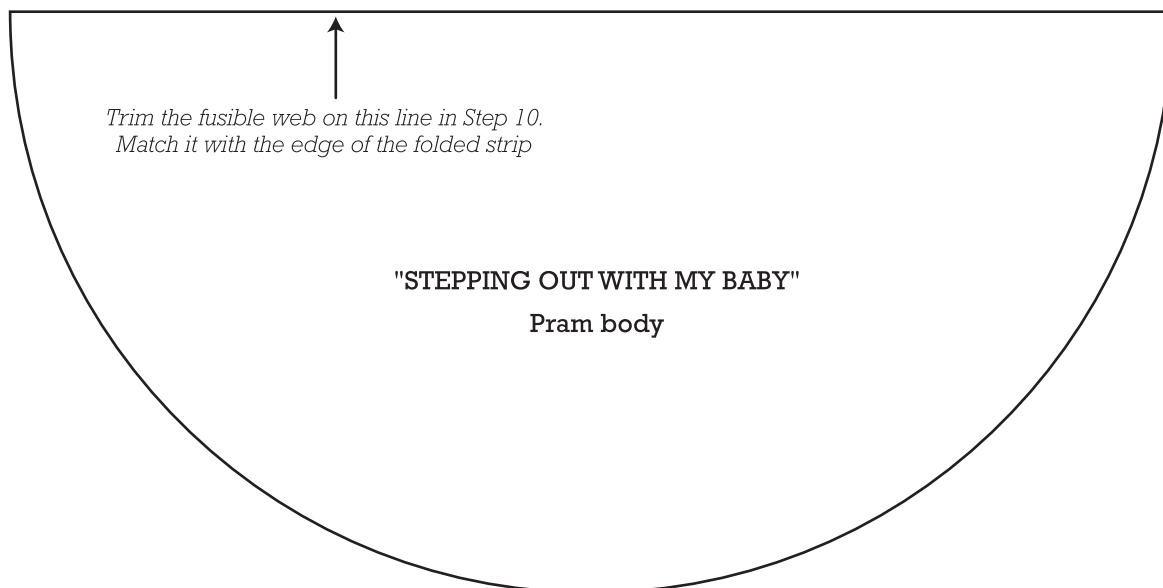 Trim the fusible web on this line in Step 10.
Match it with the edge of the folded strip
"STEPPING OUT WITH MY BABY"
Pram body